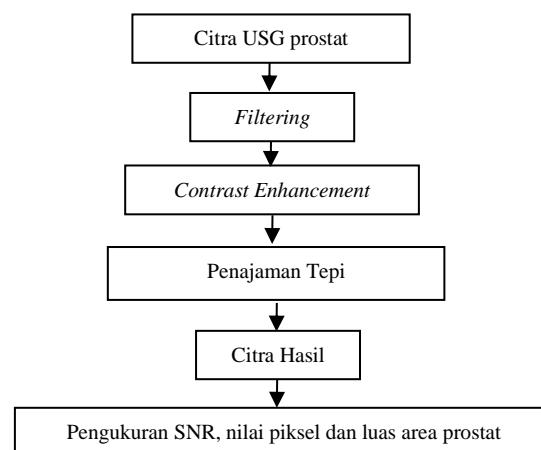 Citra USG prostat
Filtering
Contrast Enhancement
Penajaman Tepi
Citra Hasil
Pengukuran SNR, nilai piksel dan luas area prostat